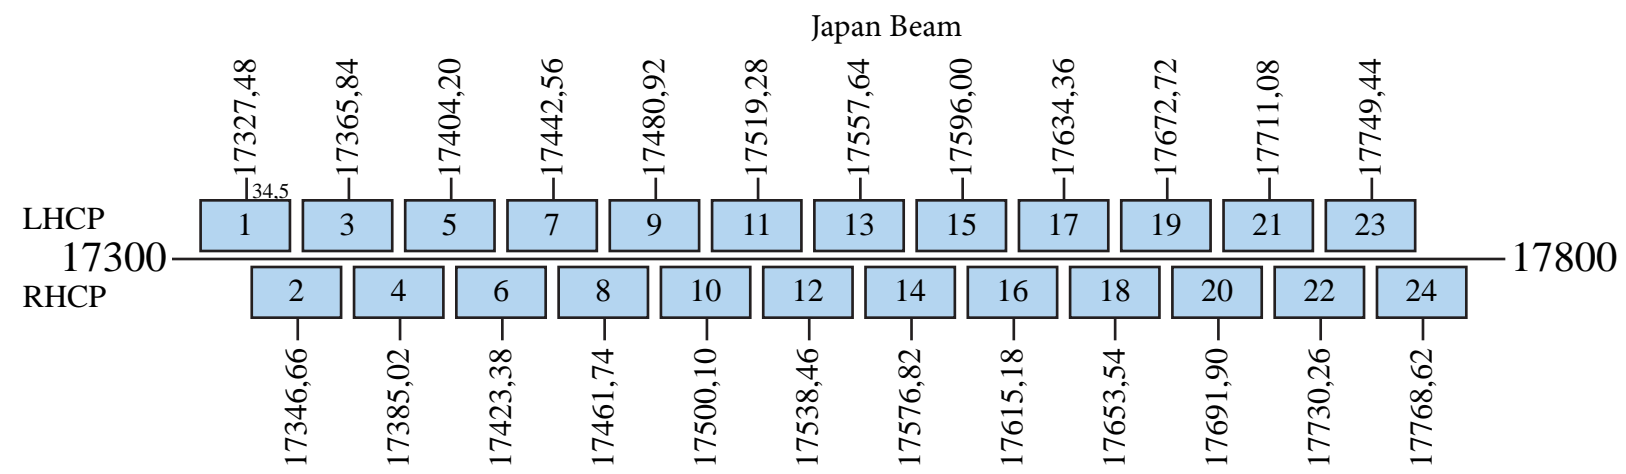 Japan Beam
17327,48 17365,84 17404,20 17442,56 17480,92 17519,28 17557,64 17596,00 17634,36 17672,72 17711,08 17749,44
34,5
LHCP 1 3 5 7 9 11 13 15 17 19 21 23
17300 17800
RHCP 2 4 6 8 10 12 14 16 18 20 22 24
17346,66 17385,02 17423,38 17461,74 17500,10 17538,46 17576,82 17615,18 17653,54 17691,90 17730,26 17768,62